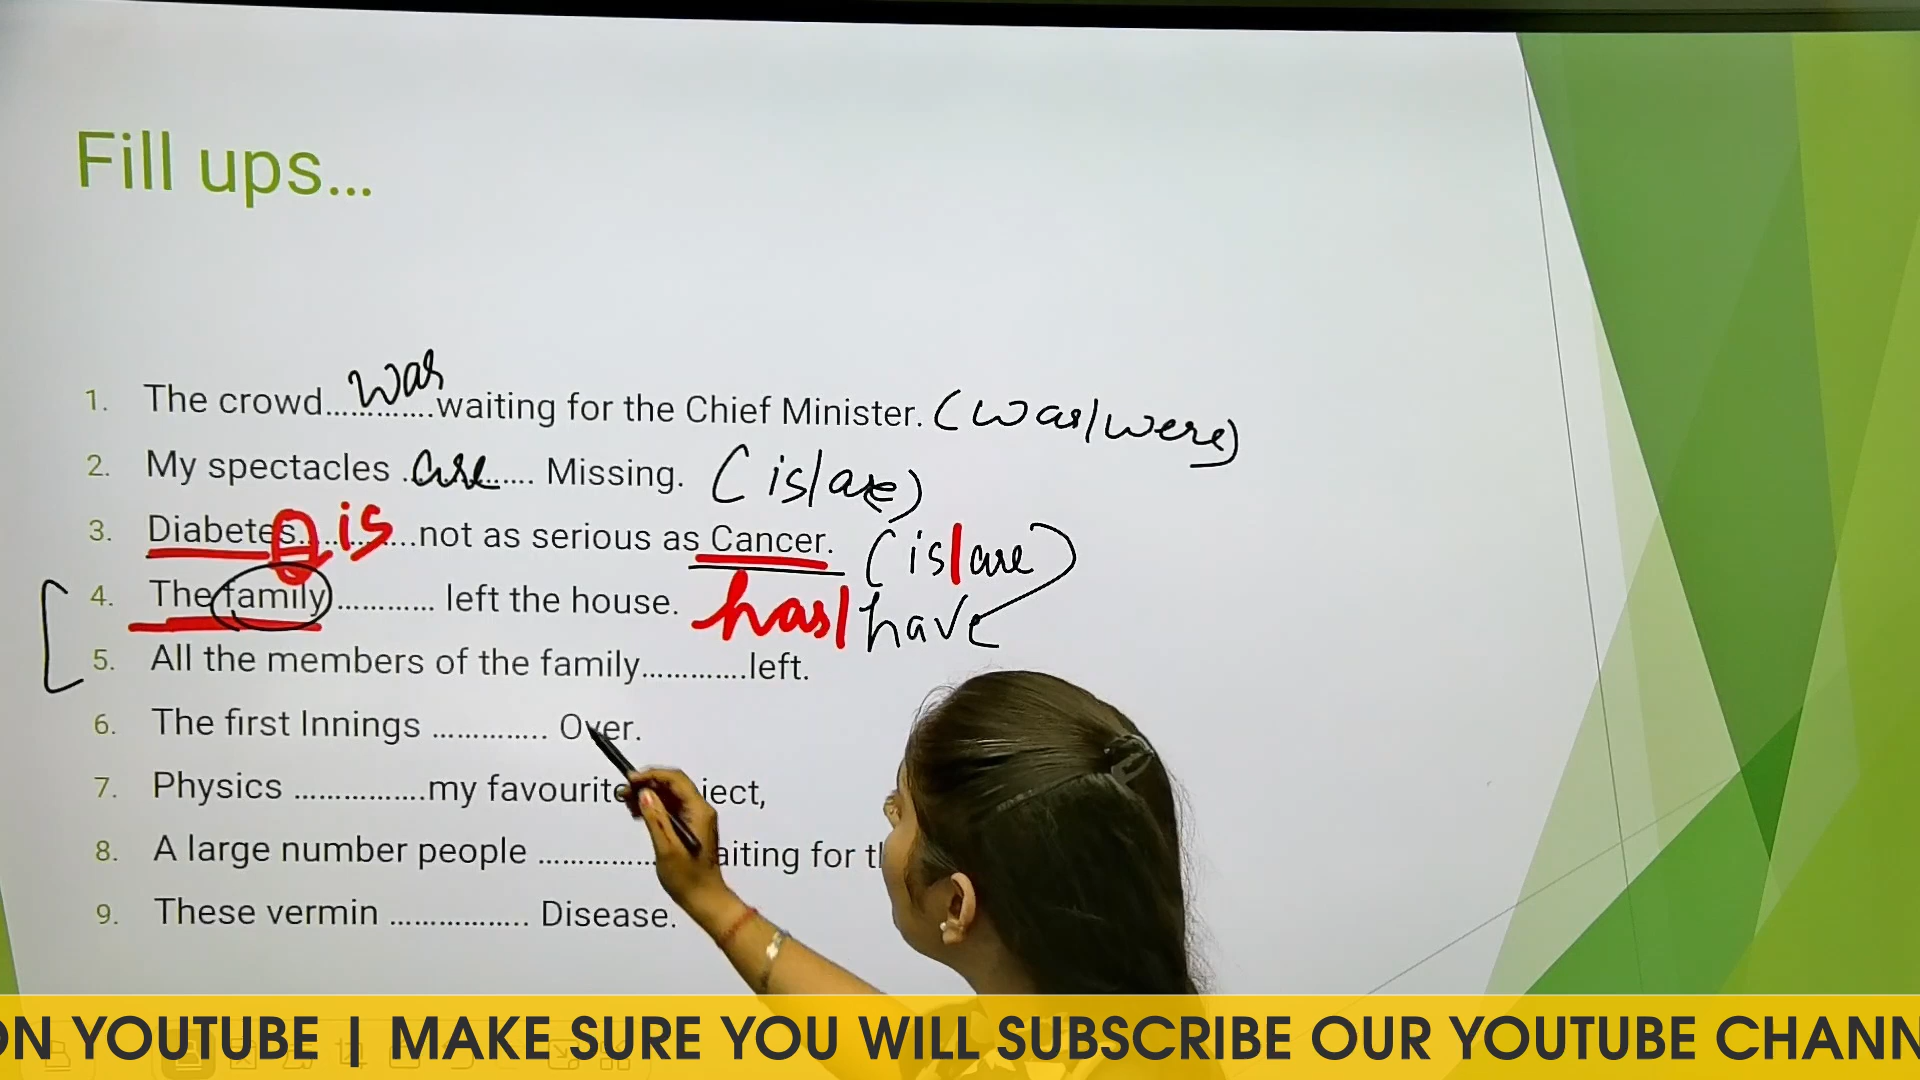 Fill ups...
1. The crowd.... was ....waiting for the Chief Minister. (was/were)
2. My spectacles .... are .... Missing. (is/are)
3. Diabetes.... is ....not as serious as Cancer. (is/are)
4. The family ............ left the house. has/have
5. All the members of the family............left.
6. The first Innings ............. Over.
7. Physics ...............my favourite ject,
8. A large number people .............. aiting for
9. These vermin ................ Disease.
ON YOUTUBE | MAKE SURE YOU WILL SUBSCRIBE OUR YOUTUBE CHANN